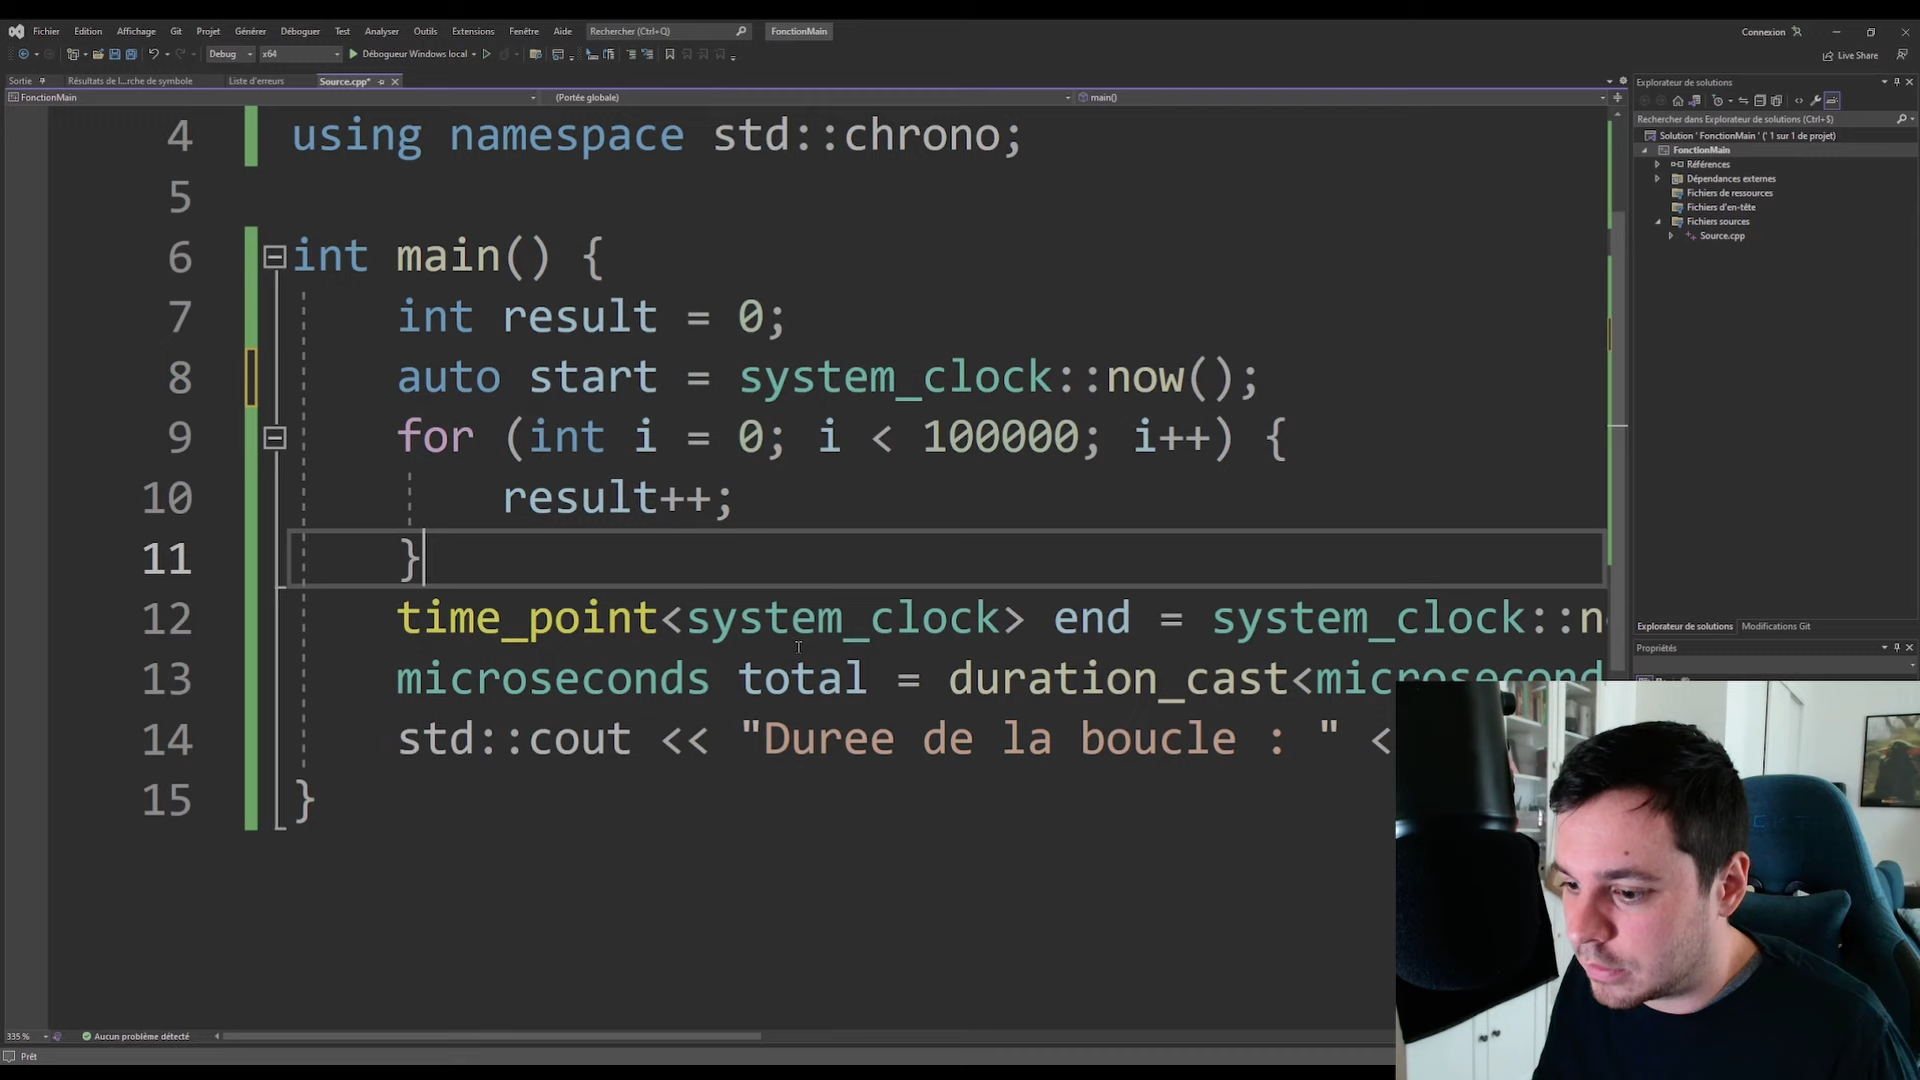 Fichier Edition Affichage Git Projet Générer Déboguer Test Analyser Outils Extensions Fenêtre Aide Rechercher (Ctrl+Q) FonctionMain Connexion
Debug x64 Débogueur Windows local Live Share
Sortie Résultats de l...rche de symbole Liste d'erreurs Source.cpp*
FonctionMain (Portée globale) main()
4 using namespace std::chrono;
5
6 int main() {
7 int result = 0;
8 auto start = system_clock::now();
9 for (int i = 0; i < 100000; i++) {
10 result++;
11 }
12 time_point<system_clock> end = system_clock::n
13 microseconds total = duration_cast<microsecond
14 std::cout << "Duree de la boucle : " <
15 }
335 % Aucun problème détecté
Prêt
Explorateur de solutions
Rechercher dans Explorateur de solutions (Ctrl+$)
Solution ' FonctionMain ' (' 1 sur 1 de projet)
FonctionMain
Références
Dépendances externes
Fichiers de ressources
Fichiers d'en-tête
Fichiers sources
Source.cpp
Explorateur de solutions Modifications Git
Propriétés